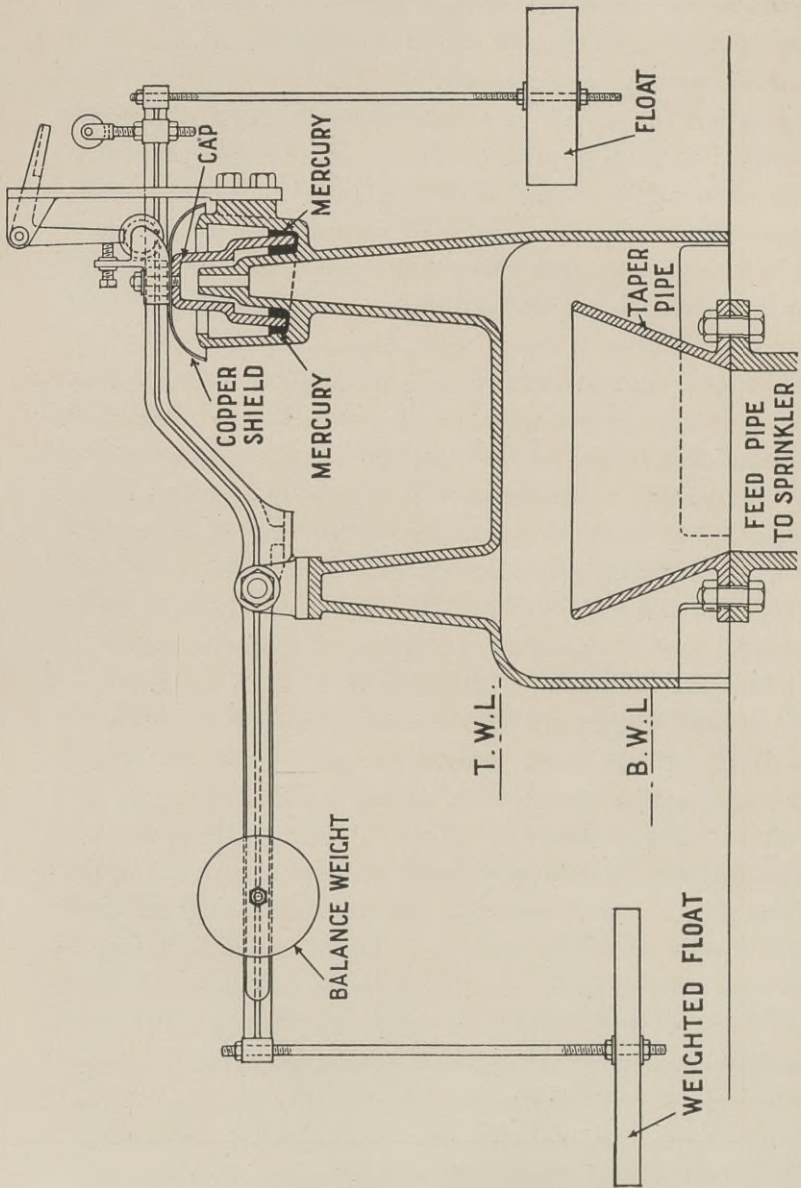 CAP
MERCURY
FLOAT
COPPER
SHIELD
MERCURY
TAPER
PIPE
FEED PIPE
TO SPRINKLER
T. W. L.
B. W. L
BALANCE WEIGHT
WEIGHTED FLOAT